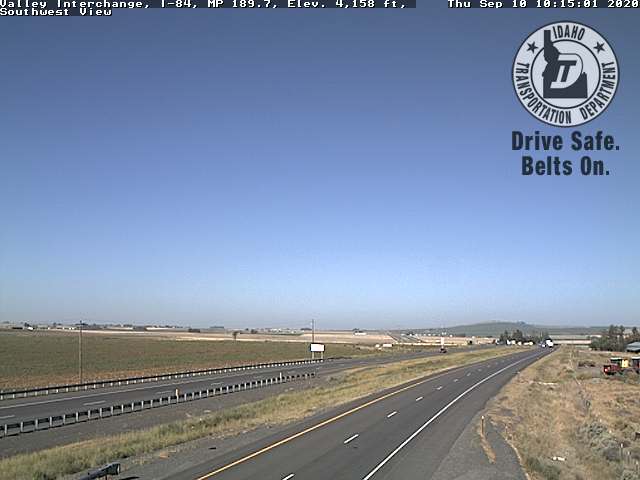 Valley Interchange, I-84, MP 189.7, Elev. 4,158 ft, Thu Sep 10 10:15:01 2020
Southwest View
IDAHO
TRANSPORTATION DEPARTMENT
Drive Safe.
Belts On.